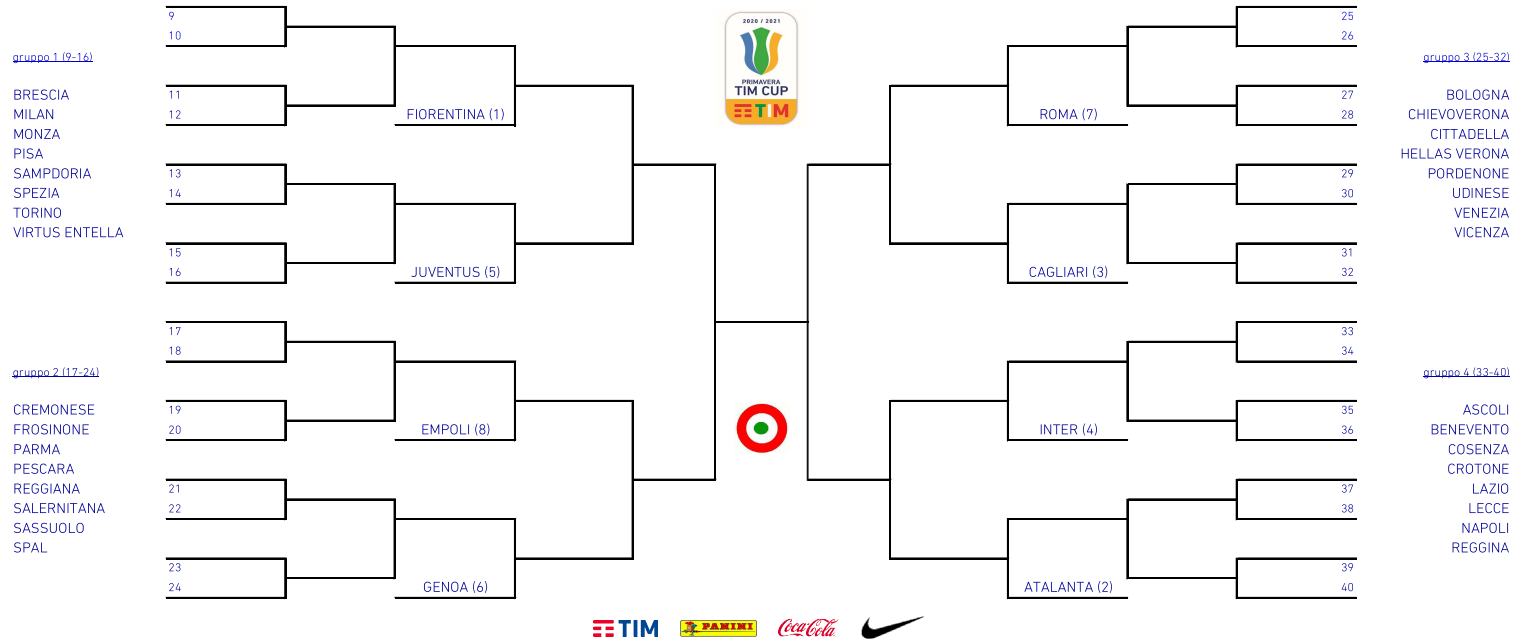 9
10
gruppo 1 (9-16)
BRESCIA
MILAN
MONZA
PISA
SAMPDORIA
SPEZIA
TORINO
VIRTUS ENTELLA
11
12
FIORENTINA (1)
13
14
15
16
JUVENTUS (5)
17
18
gruppo 2 (17-24)
CREMONESE
FROSINONE
PARMA
PESCARA
REGGIANA
SALERNITANA
SASSUOLO
SPAL
19
20
EMPOLI (8)
21
22
23
24
GENOA (6)
2020 / 2021
PRIMAVERA
TIM CUP
TIM
25
26
gruppo 3 (25-32)
BOLOGNA
CHIEVOVERONA
CITTADELLA
HELLAS VERONA
PORDENONE
UDINESE
VENEZIA
VICENZA
27
28
ROMA (7)
29
30
31
32
CAGLIARI (3)
33
34
gruppo 4 (33-40)
ASCOLI
BENEVENTO
COSENZA
CROTONE
LAZIO
LECCE
NAPOLI
REGGINA
35
36
INTER (4)
37
38
39
40
ATALANTA (2)
TIM
PANINI
Coca-Cola